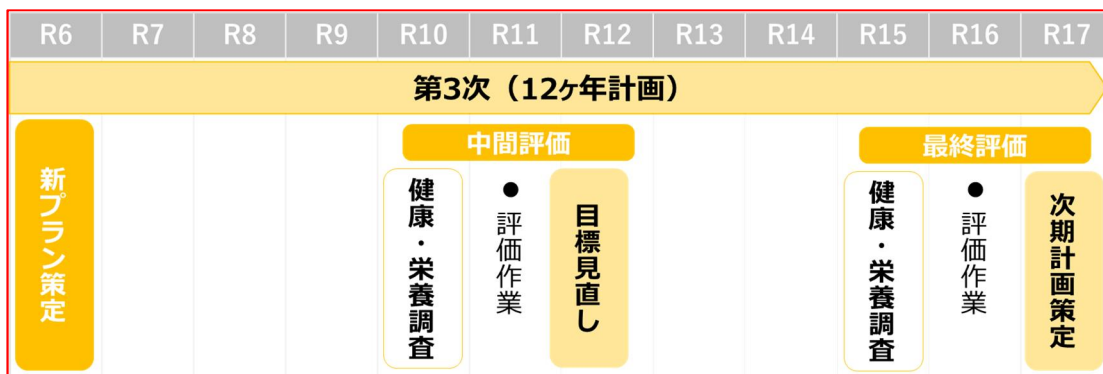 R6 R7 R8 R9 R10 R11 R12 R13 R14 R15 R16 R17
第3次（12ヶ年計画）
中間評価
最終評価
新プラン策定
健康・栄養調査
●評価作業
目標見直し
健康・栄養調査
●評価作業
次期計画策定